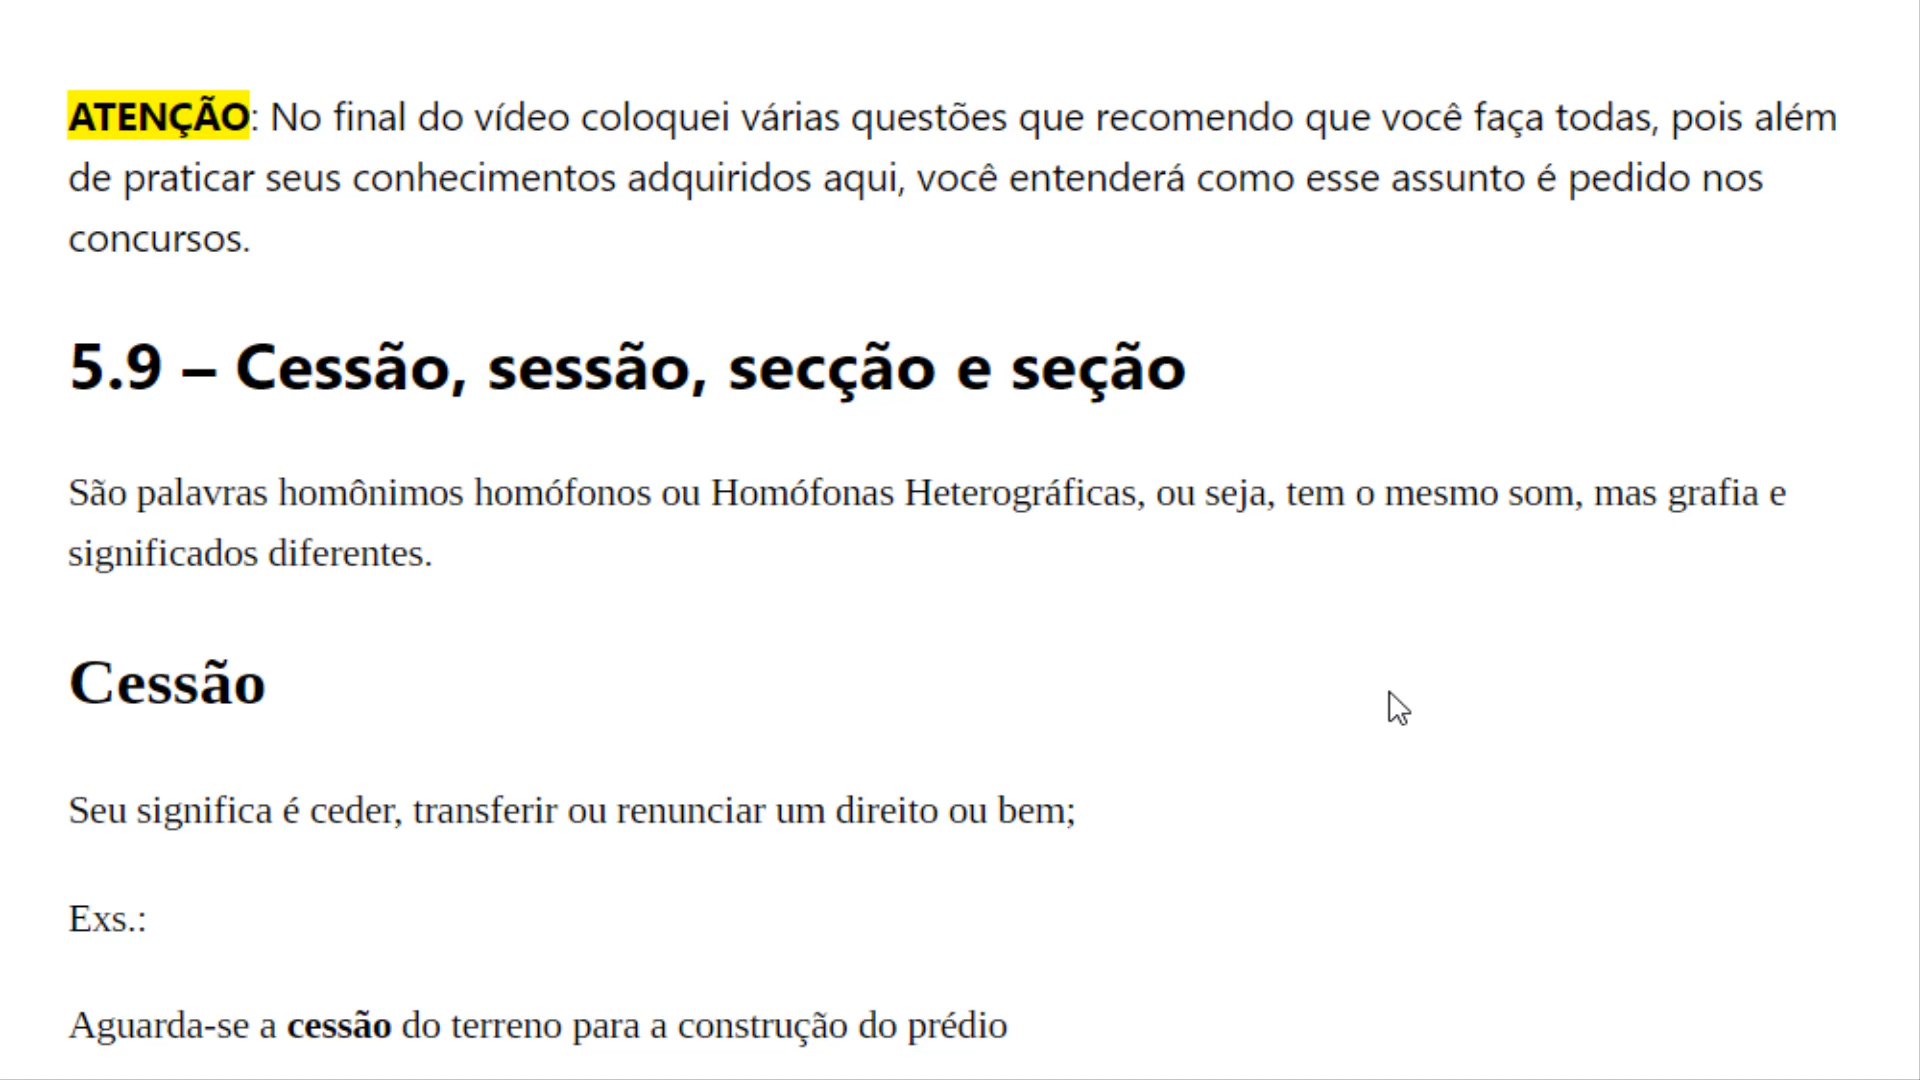 ATENÇÃO: No final do vídeo coloquei várias questões que recomendo que você faça todas, pois além
de praticar seus conhecimentos adquiridos aqui, você entenderá como esse assunto é pedido nos
concursos.
5.9 – Cessão, sessão, secção e seção
São palavras homônimos homófonos ou Homófonas Heterográficas, ou seja, tem o mesmo som, mas grafia e
significados diferentes.
Cessão
Seu significa é ceder, transferir ou renunciar um direito ou bem;
Exs.:
Aguarda-se a cessão do terreno para a construção do prédio